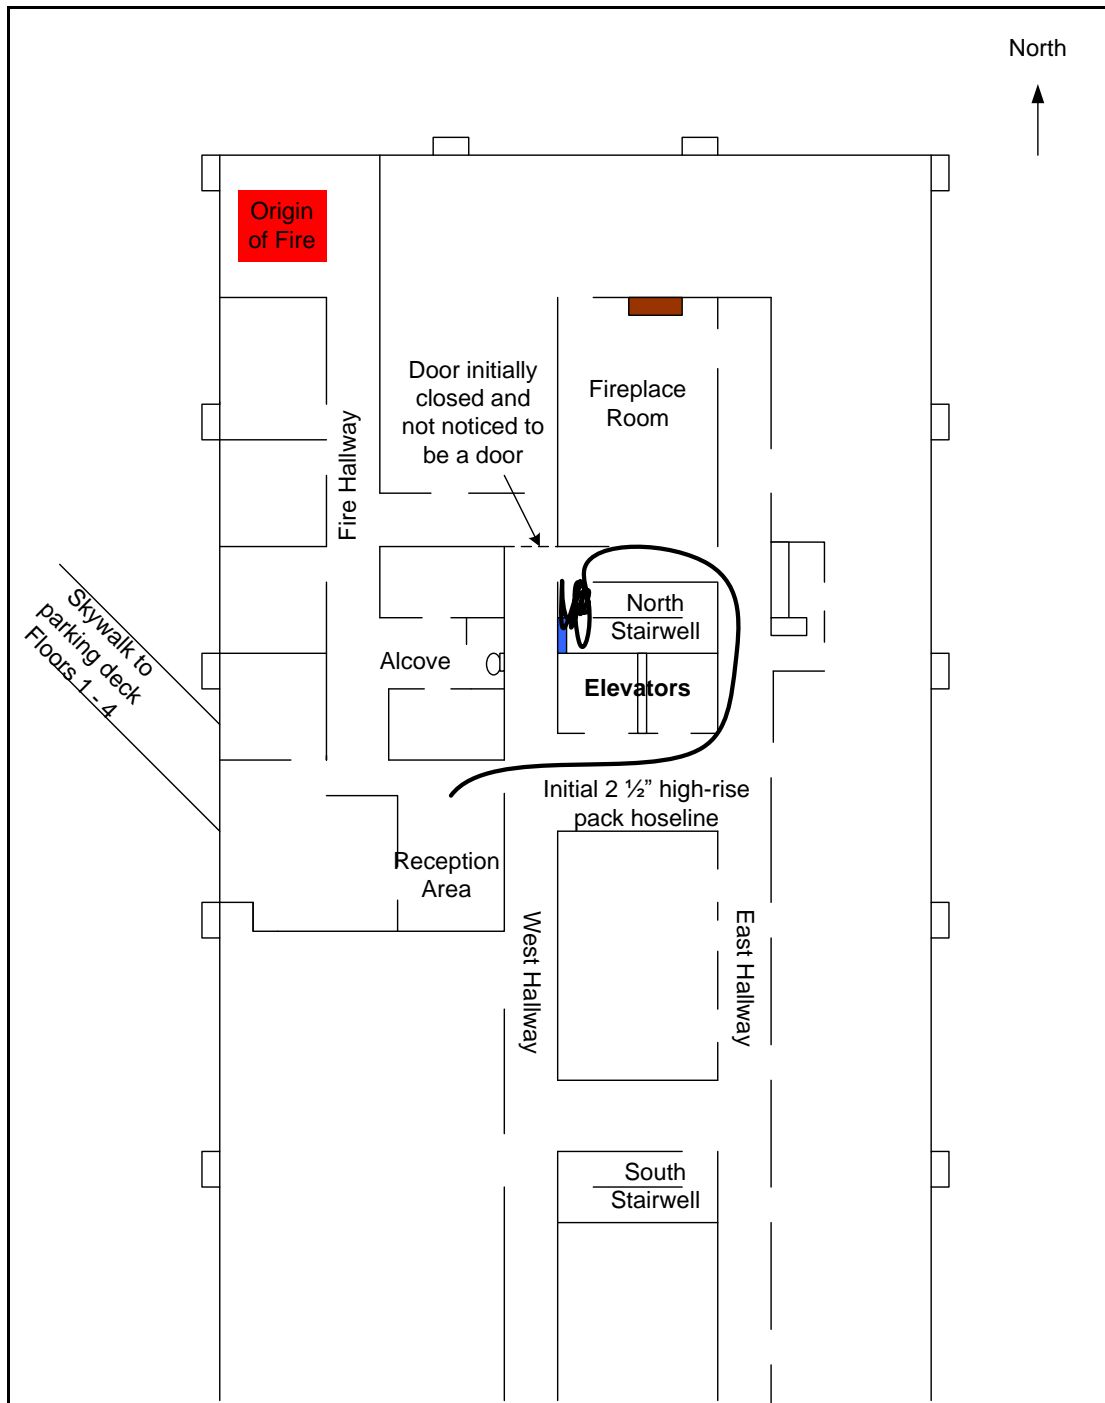 North
Origin
of Fire
Door initially
closed and
not noticed to
be a door
Fireplace
Room
Fire Hallway
Skywalk to
parking deck
Floors 1 - 4
North
Stairwell
Alcove
Elevators
Initial 2 ½” high-rise
pack hoseline
Reception
Area
West Hallway
East Hallway
South
Stairwell